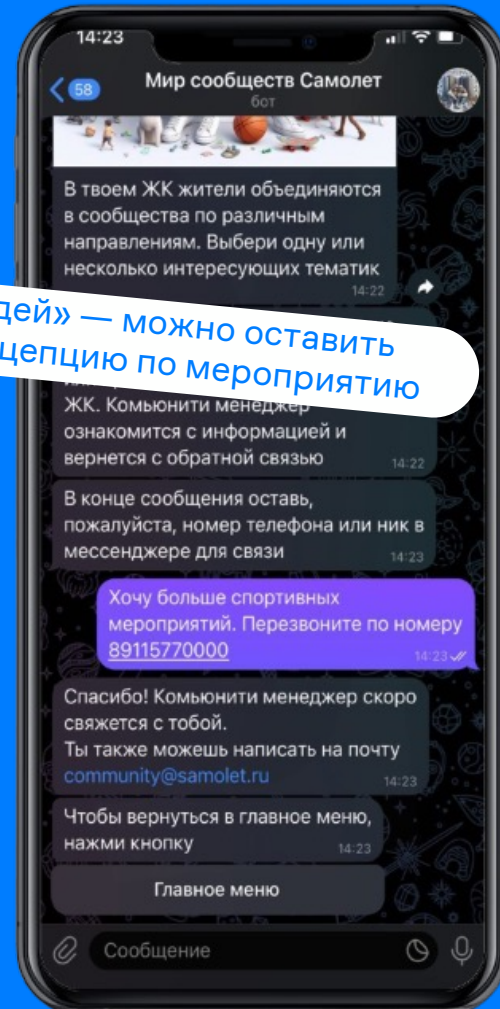 14:23
58
Мир сообществ Самолет
бот
В твоем ЖК жители объединяются
в сообщества по различным
направлениям. Выбери одну или
несколько интересующих тематик
14:22
дей» — можно оставить
цепцию по мероприятию
ЖК. Комьюнити менеджер
ознакомится с информацией и
вернется с обратной связью
14:22
В конце сообщения оставь,
пожалуйста, номер телефона или ник в
мессенджере для связи
14:23
Хочу больше спортивных
мероприятий. Перезвоните по номеру
89115770000
14:23
Спасибо! Комьюнити менеджер скоро
свяжется с тобой.
Ты также можешь написать на почту
community@samolet.ru
14:23
Чтобы вернуться в главное меню,
нажми кнопку
14:23
Главное меню
Сообщение